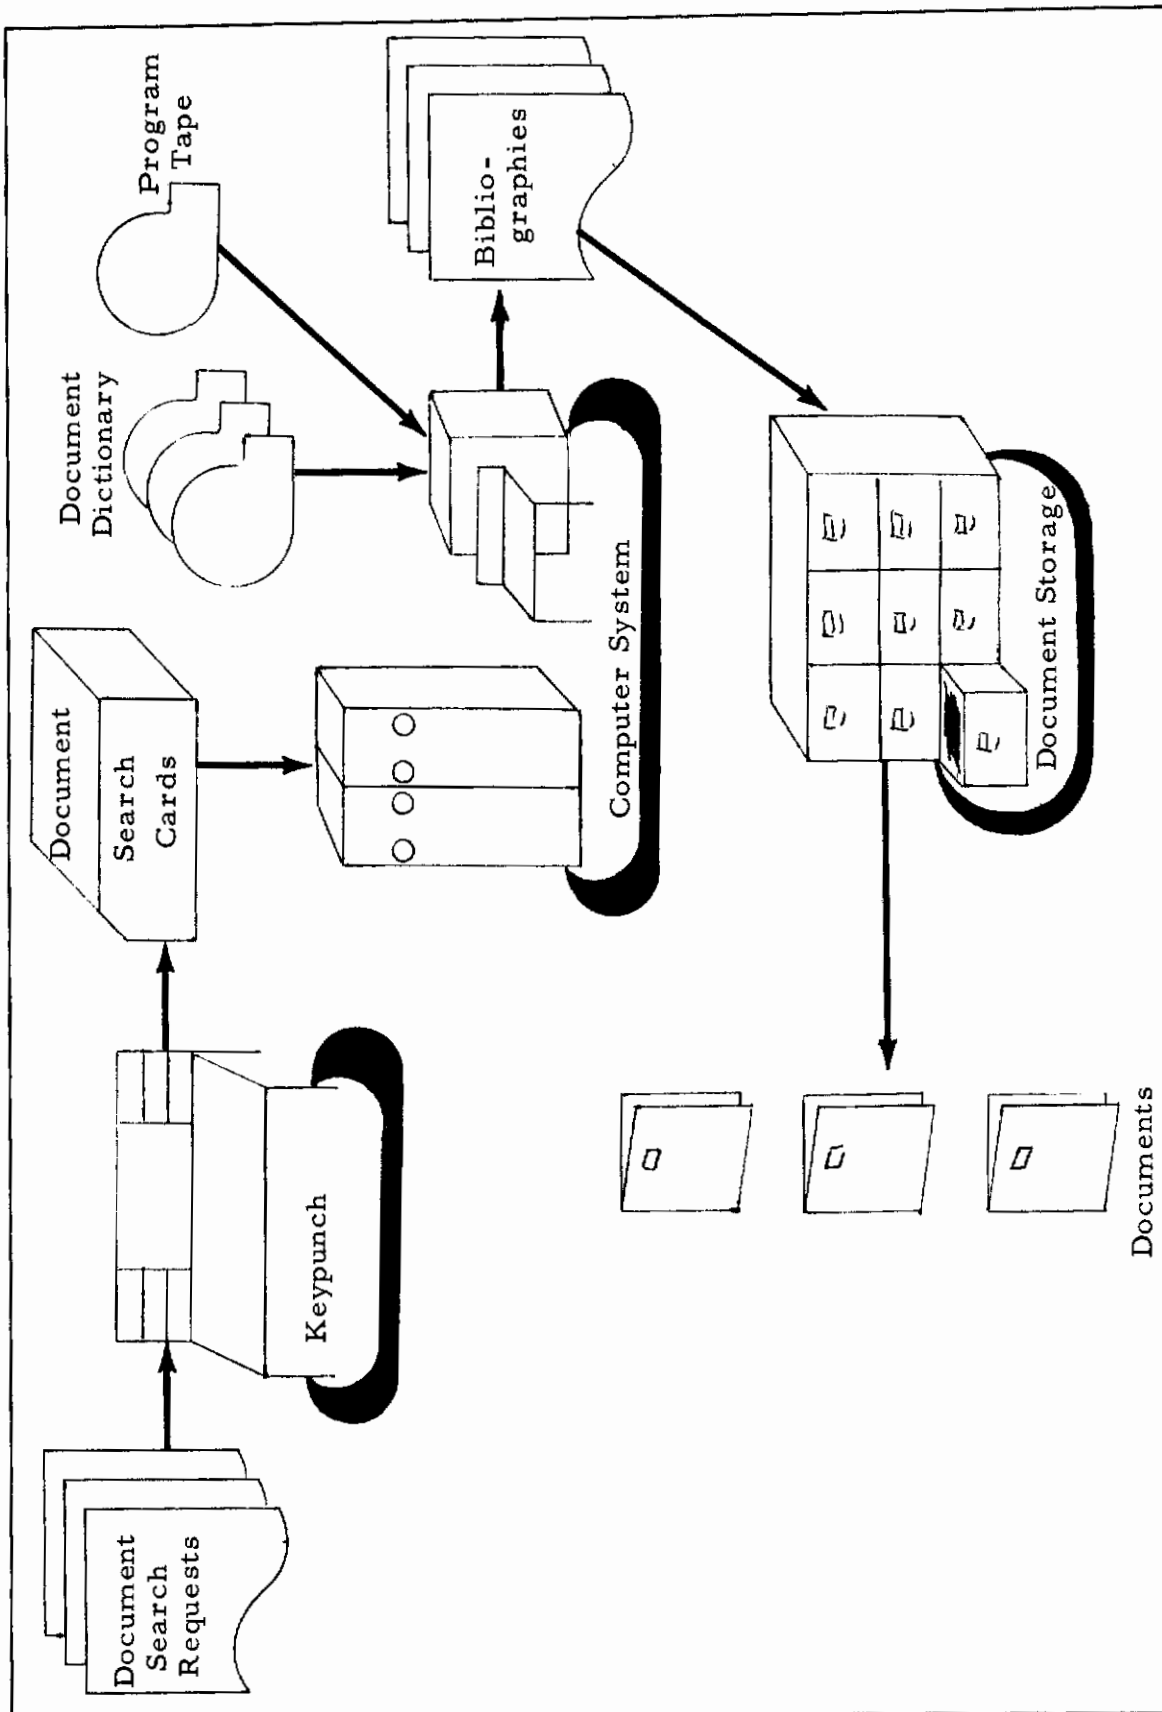 Document
Search
Requests
Keypunch
Document
Search
Cards
Document
Dictionary
Program
Tape
Computer System
Biblio-
graphies
Document Storage
Documents